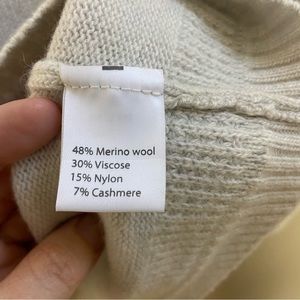 48% Merino wool
30% Viscose
15% Nylon
7% Cashmere